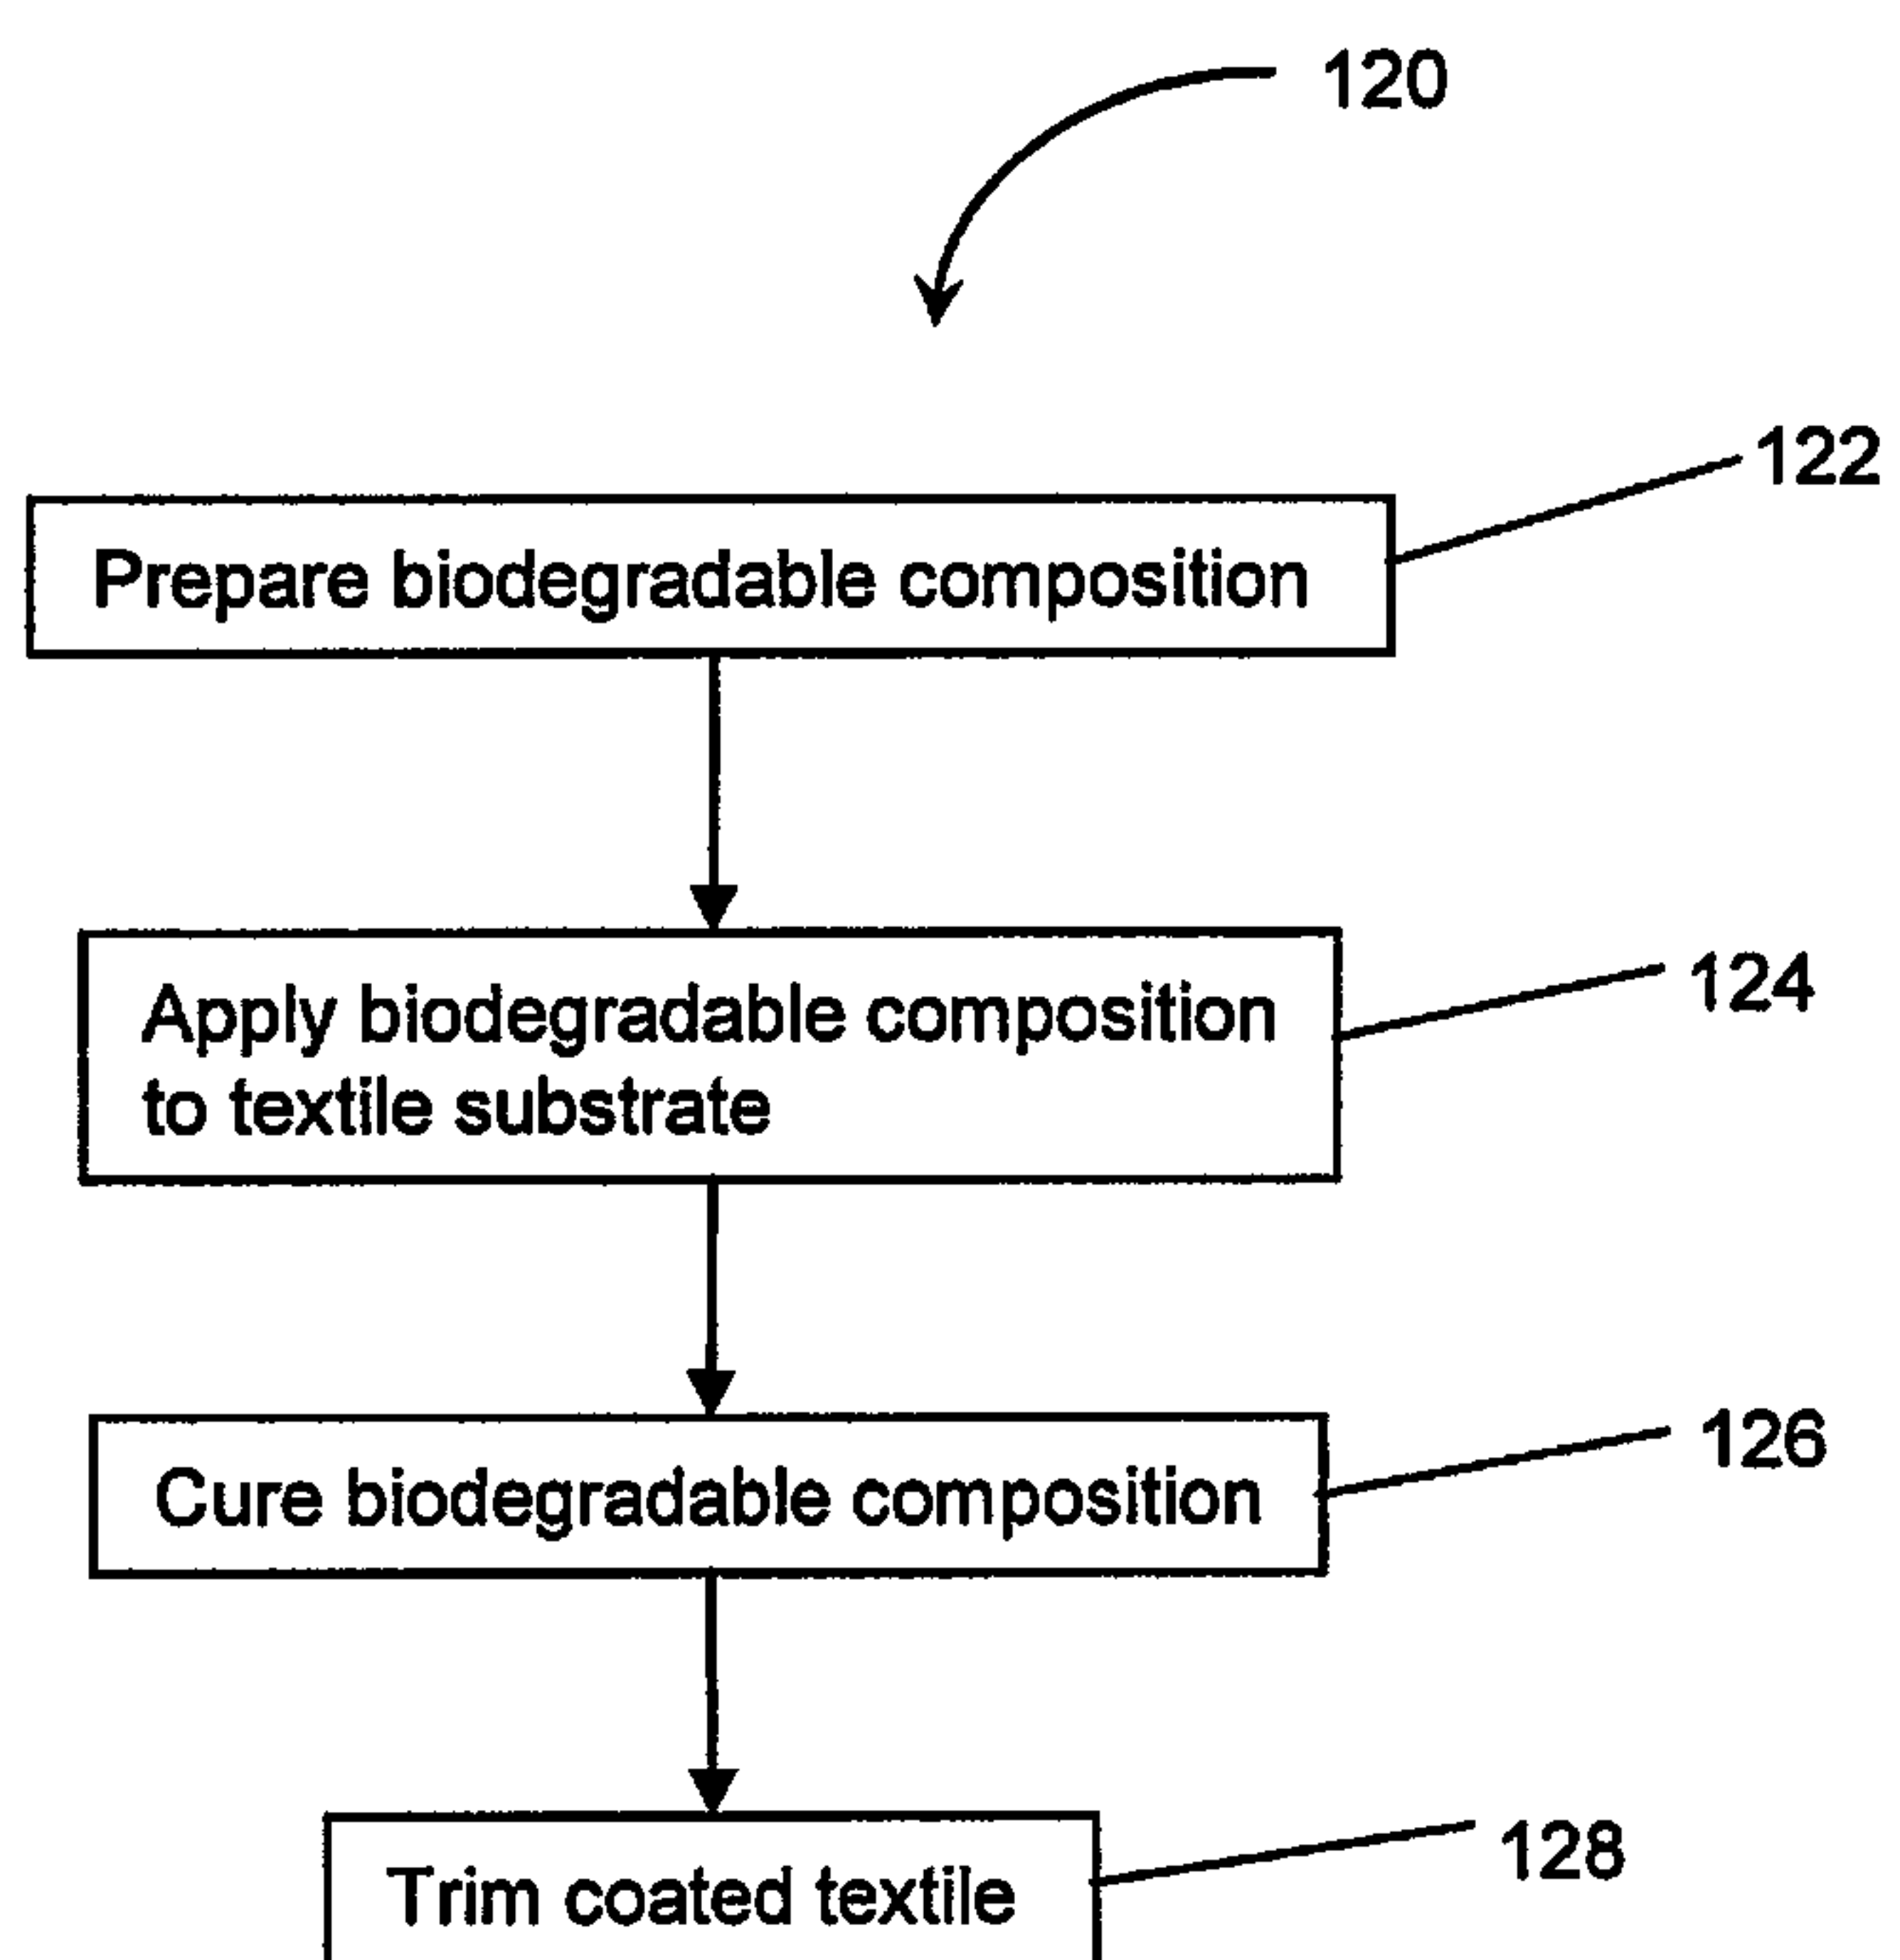 120
122
Prepare biodegradable composition
124
Apply biodegradable composition
to textile substrate
126
Cure biodegradable composition
128
Trim coated textile